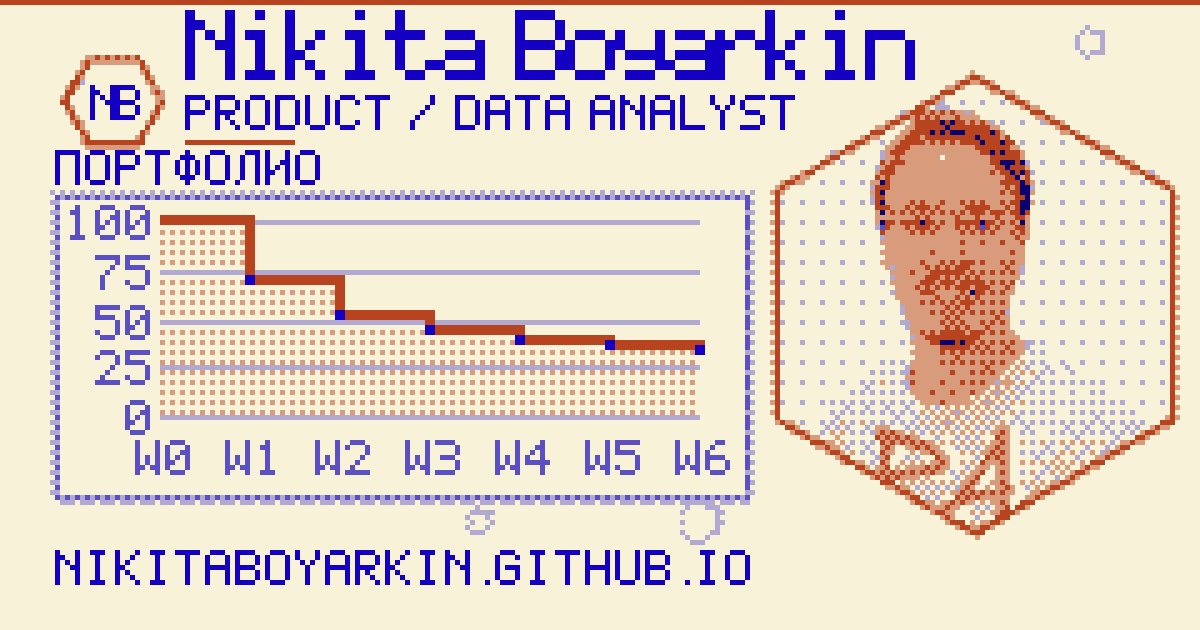 Nikita Boyarkin
NB
PRODUCT / DATA ANALYST
ПОРТФОЛИО
100
75
50
25
0
W0 W1 W2 W3 W4 W5 W6
DA
NIKITABOYARKIN.GITHUB.IO